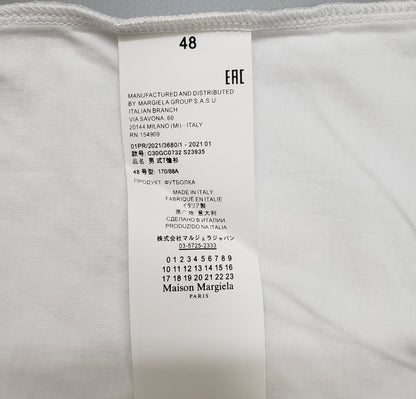 48
EAC
MANUFACTURED AND DISTRIBUTED
BY MARGIELA GROUP S.A.S.U.
ITALIAN BRANCH
VIA SAVONA, 60
20144 MILANO (MI) - ITALY
RN 154909
01PR/2021/3680/1 - 2021 01
款号: C30GC0732 S23935
品名: 男式T恤衫
48 号型: 170/88A
ПРОДУКТ: ФУТБОЛКА
MADE IN ITALY
FABRIQUÉ EN ITALIE
イタリア製
原产地: 意大利
СДЕЛАНО В ИТАЛИИ
PRODUZIDO NA ITALIA
株式会社マルジェラジャパン
03-5725-2333
0 1 2 3 4 5 6 7 8 9
10 11 12 13 14 15 16
17 18 19 20 21 22 23
Maison Margiela
PARIS